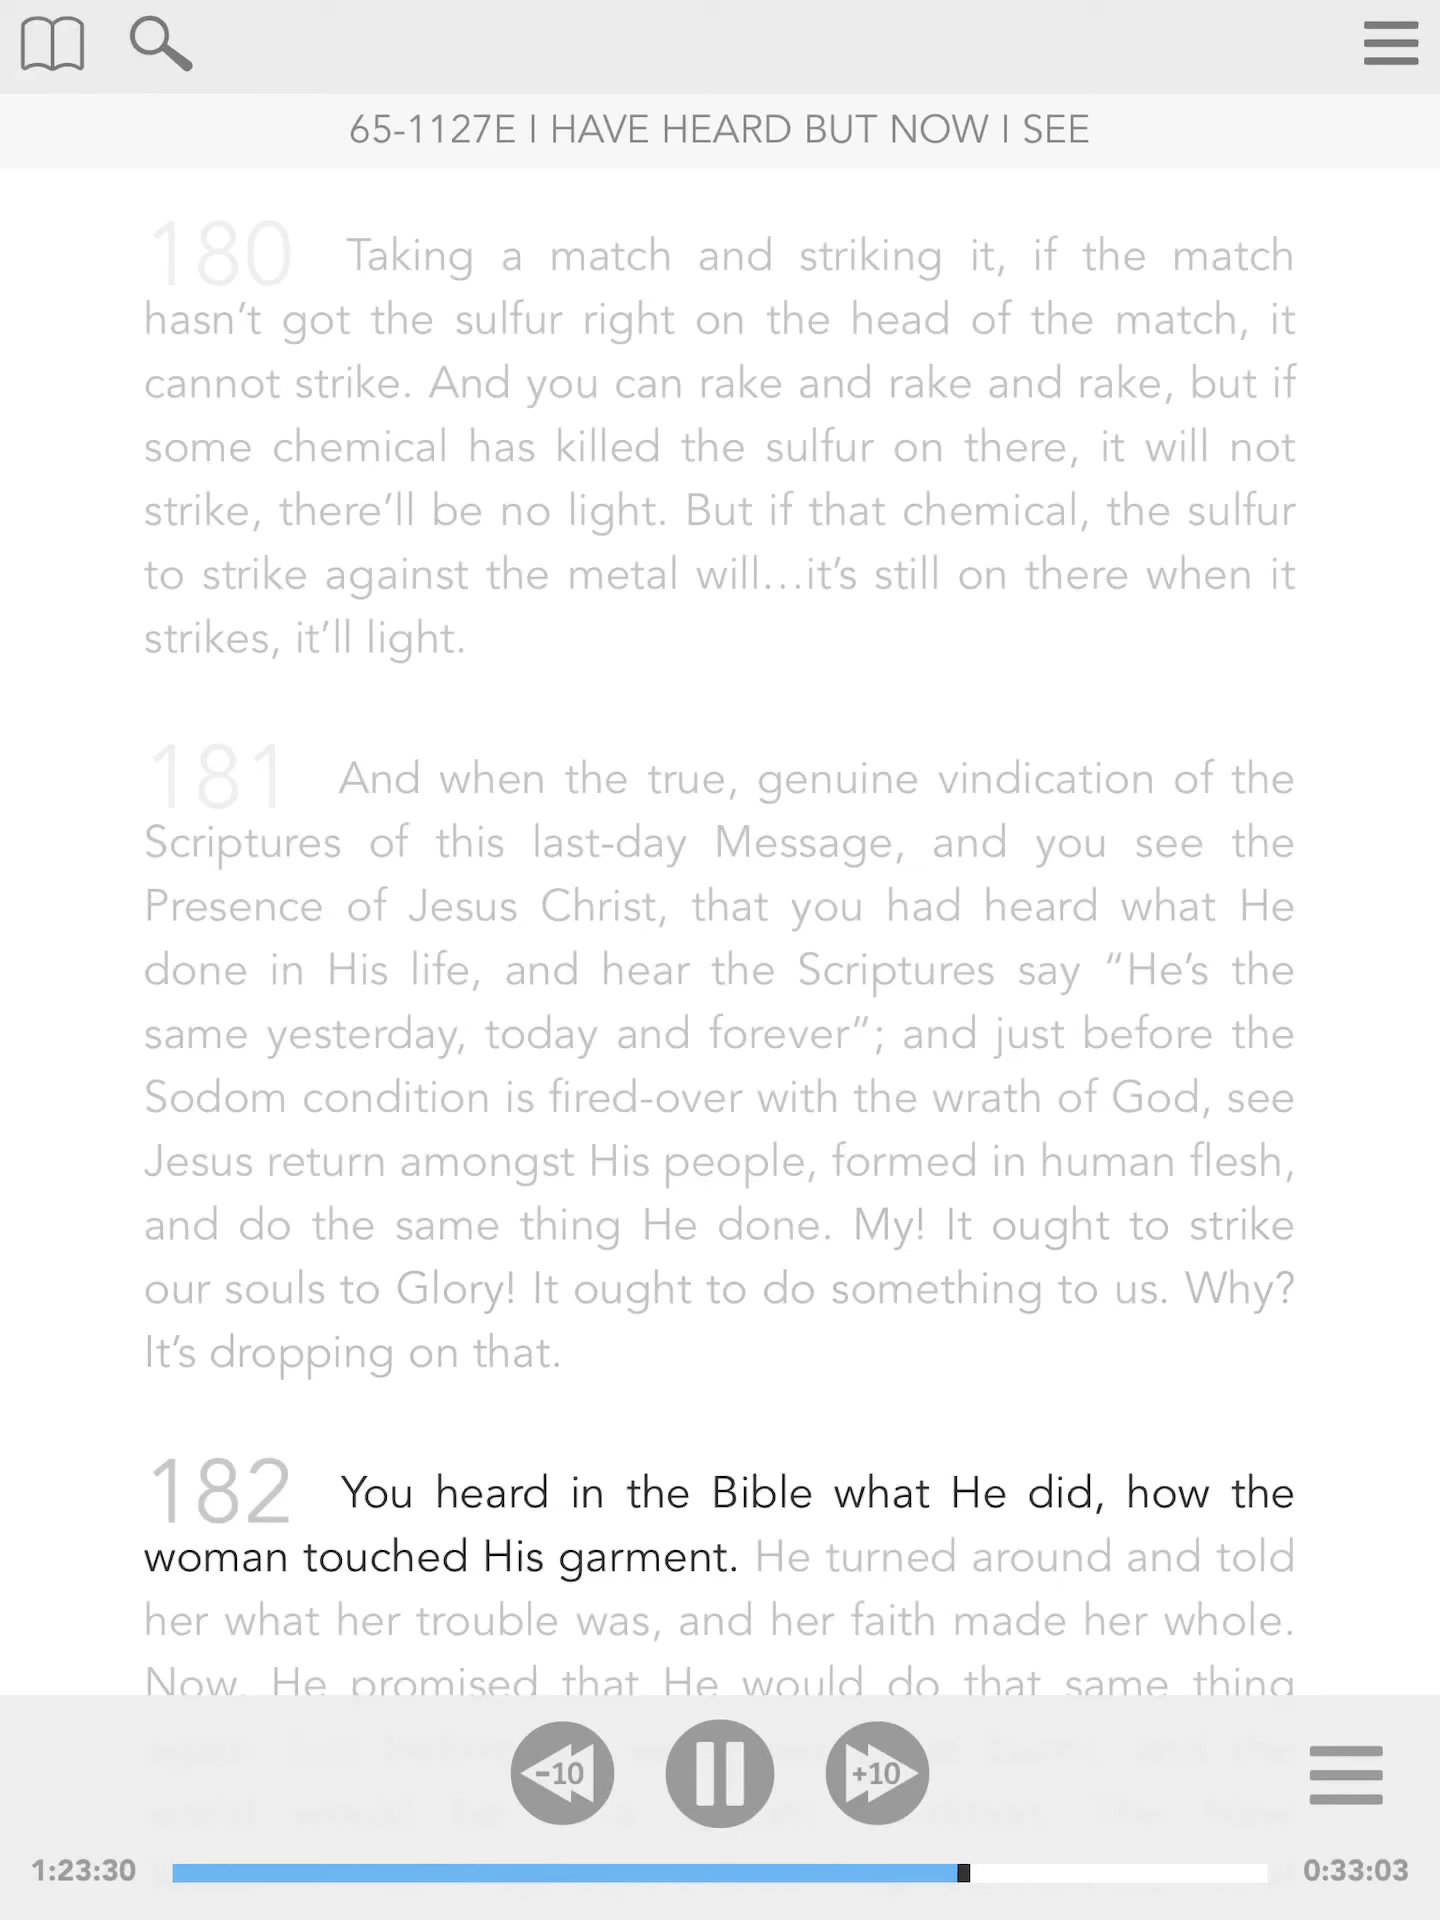 65-1127E I HAVE HEARD BUT NOW I SEE
180 Taking a match and striking it, if the match
hasn’t got the sulfur right on the head of the match, it
cannot strike. And you can rake and rake and rake, but if
some chemical has killed the sulfur on there, it will not
strike, there’ll be no light. But if that chemical, the sulfur
to strike against the metal will…it’s still on there when it
strikes, it’ll light.
181 And when the true, genuine vindication of the
Scriptures of this last-day Message, and you see the
Presence of Jesus Christ, that you had heard what He
done in His life, and hear the Scriptures say “He’s the
same yesterday, today and forever”; and just before the
Sodom condition is fired-over with the wrath of God, see
Jesus return amongst His people, formed in human flesh,
and do the same thing He done. My! It ought to strike
our souls to Glory! It ought to do something to us. Why?
It’s dropping on that.
182 You heard in the Bible what He did, how the
woman touched His garment. He turned around and told
her what her trouble was, and her faith made her whole.
Now, He promised that He would do that same thing
-10 +10
1:23:30 0:33:03